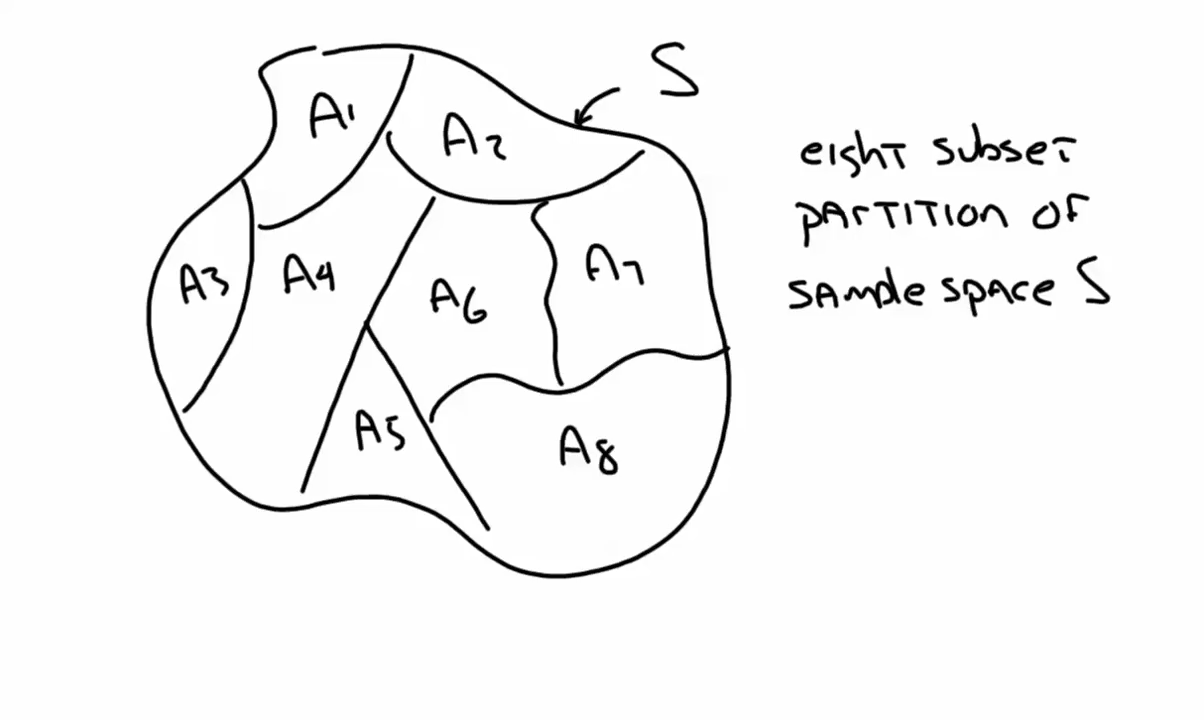 S
A1
A2
A3
A4
A5
A6
A7
A8
eight subset
partition of
sample space S